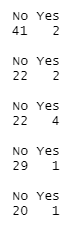 No Yes
41 2
No Yes
22 2
No Yes
22 4
No Yes
29 1
No Yes
20 1